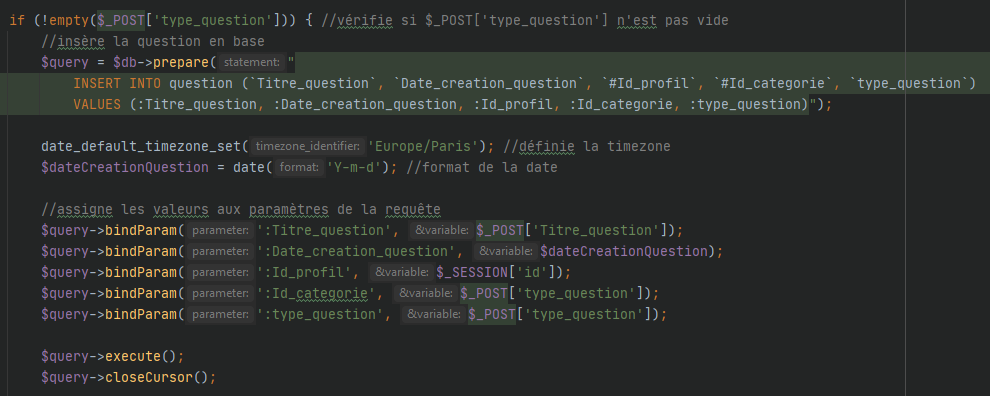 if (!empty($_POST['type_question'])) { //vérifie si $_POST['type_question'] n'est pas vide
//insère la question en base
$query = $db->prepare( statement: "
INSERT INTO question (`Titre_question`, `Date_creation_question`, `#Id_profil`, `#Id_categorie`, `type_question`)
VALUES (:Titre_question, :Date_creation_question, :Id_profil, :Id_categorie, :type_question)");
date_default_timezone_set( timezone_identifier: 'Europe/Paris'); //définie la timezone
$dateCreationQuestion = date( format: 'Y-m-d'); //format de la date
//assigne les valeurs aux paramètres de la requête
$query->bindParam( parameter: ':Titre_question', &variable: $_POST['Titre_question']);
$query->bindParam( parameter: ':Date_creation_question', &variable: $dateCreationQuestion);
$query->bindParam( parameter: ':Id_profil', &variable: $_SESSION['id']);
$query->bindParam( parameter: ':Id_categorie', &variable: $_POST['type_question']);
$query->bindParam( parameter: ':type_question', &variable: $_POST['type_question']);
$query->execute();
$query->closeCursor();